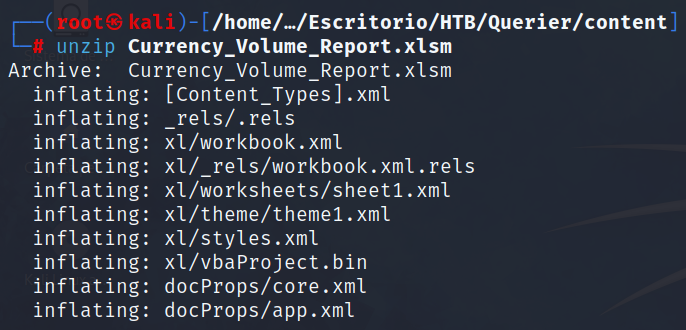 ┌──(root㉿kali)-[/home/…/Escritorio/HTB/Querier/content]
└─# unzip Currency_Volume_Report.xlsm
Archive:  Currency_Volume_Report.xlsm
  inflating: [Content_Types].xml
  inflating: _rels/.rels
  inflating: xl/workbook.xml
  inflating: xl/_rels/workbook.xml.rels
  inflating: xl/worksheets/sheet1.xml
  inflating: xl/theme/theme1.xml
  inflating: xl/styles.xml
  inflating: xl/vbaProject.bin
  inflating: docProps/core.xml
  inflating: docProps/app.xml